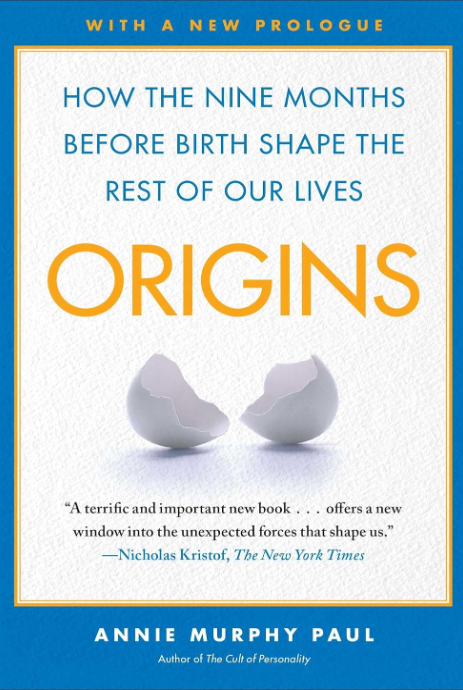 WITH A NEW PROLOGUE
HOW THE NINE MONTHS
BEFORE BIRTH SHAPE THE
REST OF OUR LIVES
ORIGINS
“A terrific and important new book . . . offers a new
window into the unexpected forces that shape us.”
—Nicholas Kristof, The New York Times
ANNIE MURPHY PAUL
Author of The Cult of Personality